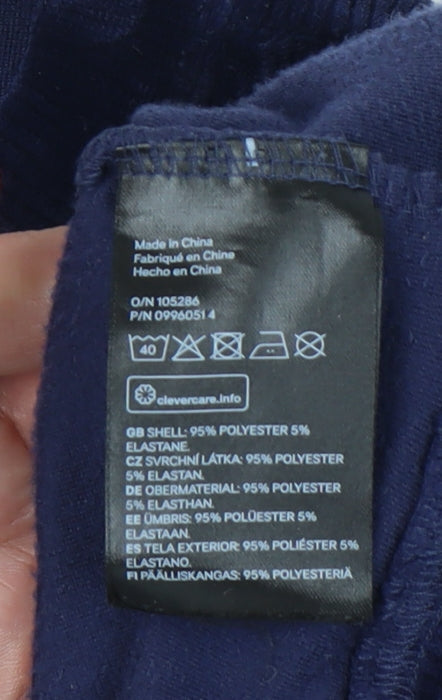 Made in China
Fabriqué en Chine
Hecho en China
O/N 105286
P/N 0996051 4
40
clevercare.info
GB SHELL: 95% POLYESTER 5%
ELASTANE.
CZ SVRCHNÍ LÁTKA: 95% POLYESTER
5% ELASTAN.
DE OBERMATERIAL: 95% POLYESTER
5% ELASTHAN.
EE ÜMBRIS: 95% POLÜESTER 5%
ELASTAAN.
ES TELA EXTERIOR: 95% POLIÉSTER 5%
ELASTANO.
FI PÄÄLLISKANGAS: 95% POLYESTERIÄ